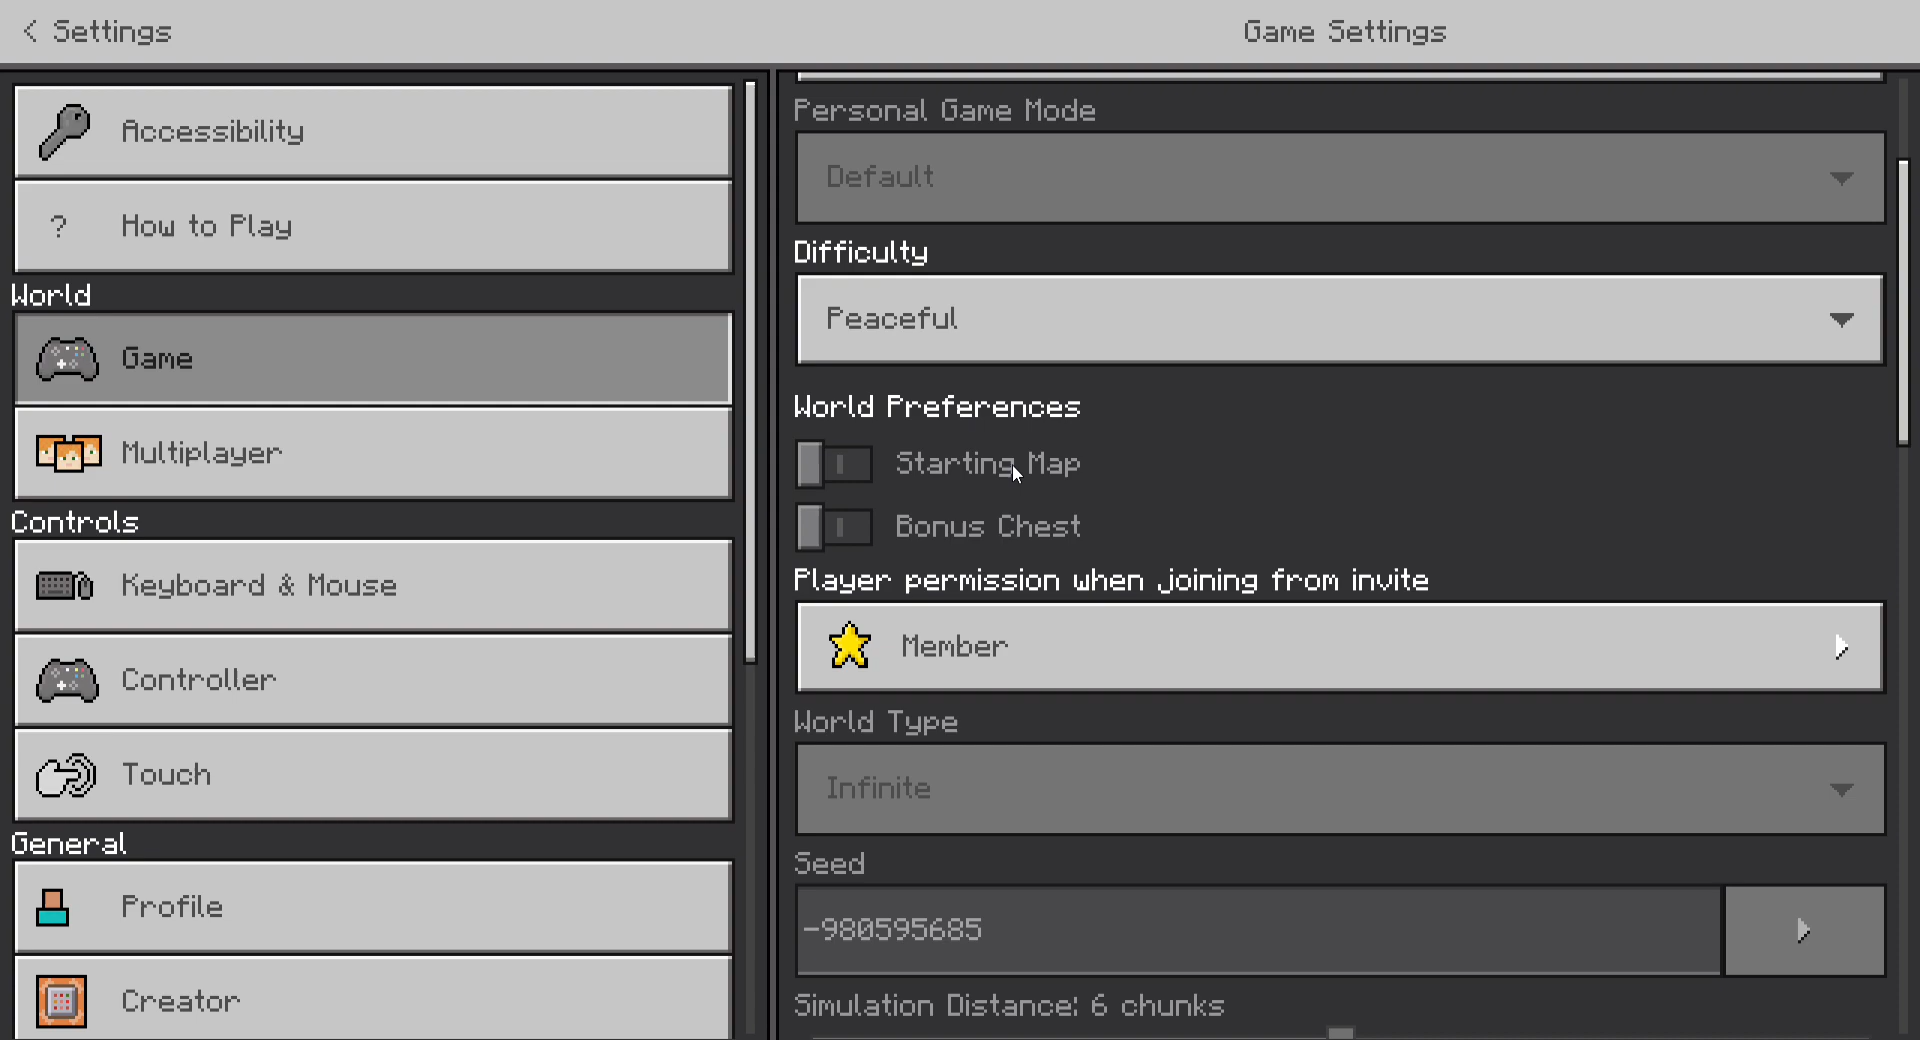 Settings
Game Settings
Accessibility
? How to Play
World
Game
Multiplayer
Controls
Keyboard & Mouse
Controller
Touch
General
Profile
Creator
Personal Game Mode
Default
Difficulty
Peaceful
World Preferences
Starting Map
Bonus Chest
Player permission when joining from invite
Member
World Type
Infinite
Seed
-980595685
Simulation Distance: 6 chunks